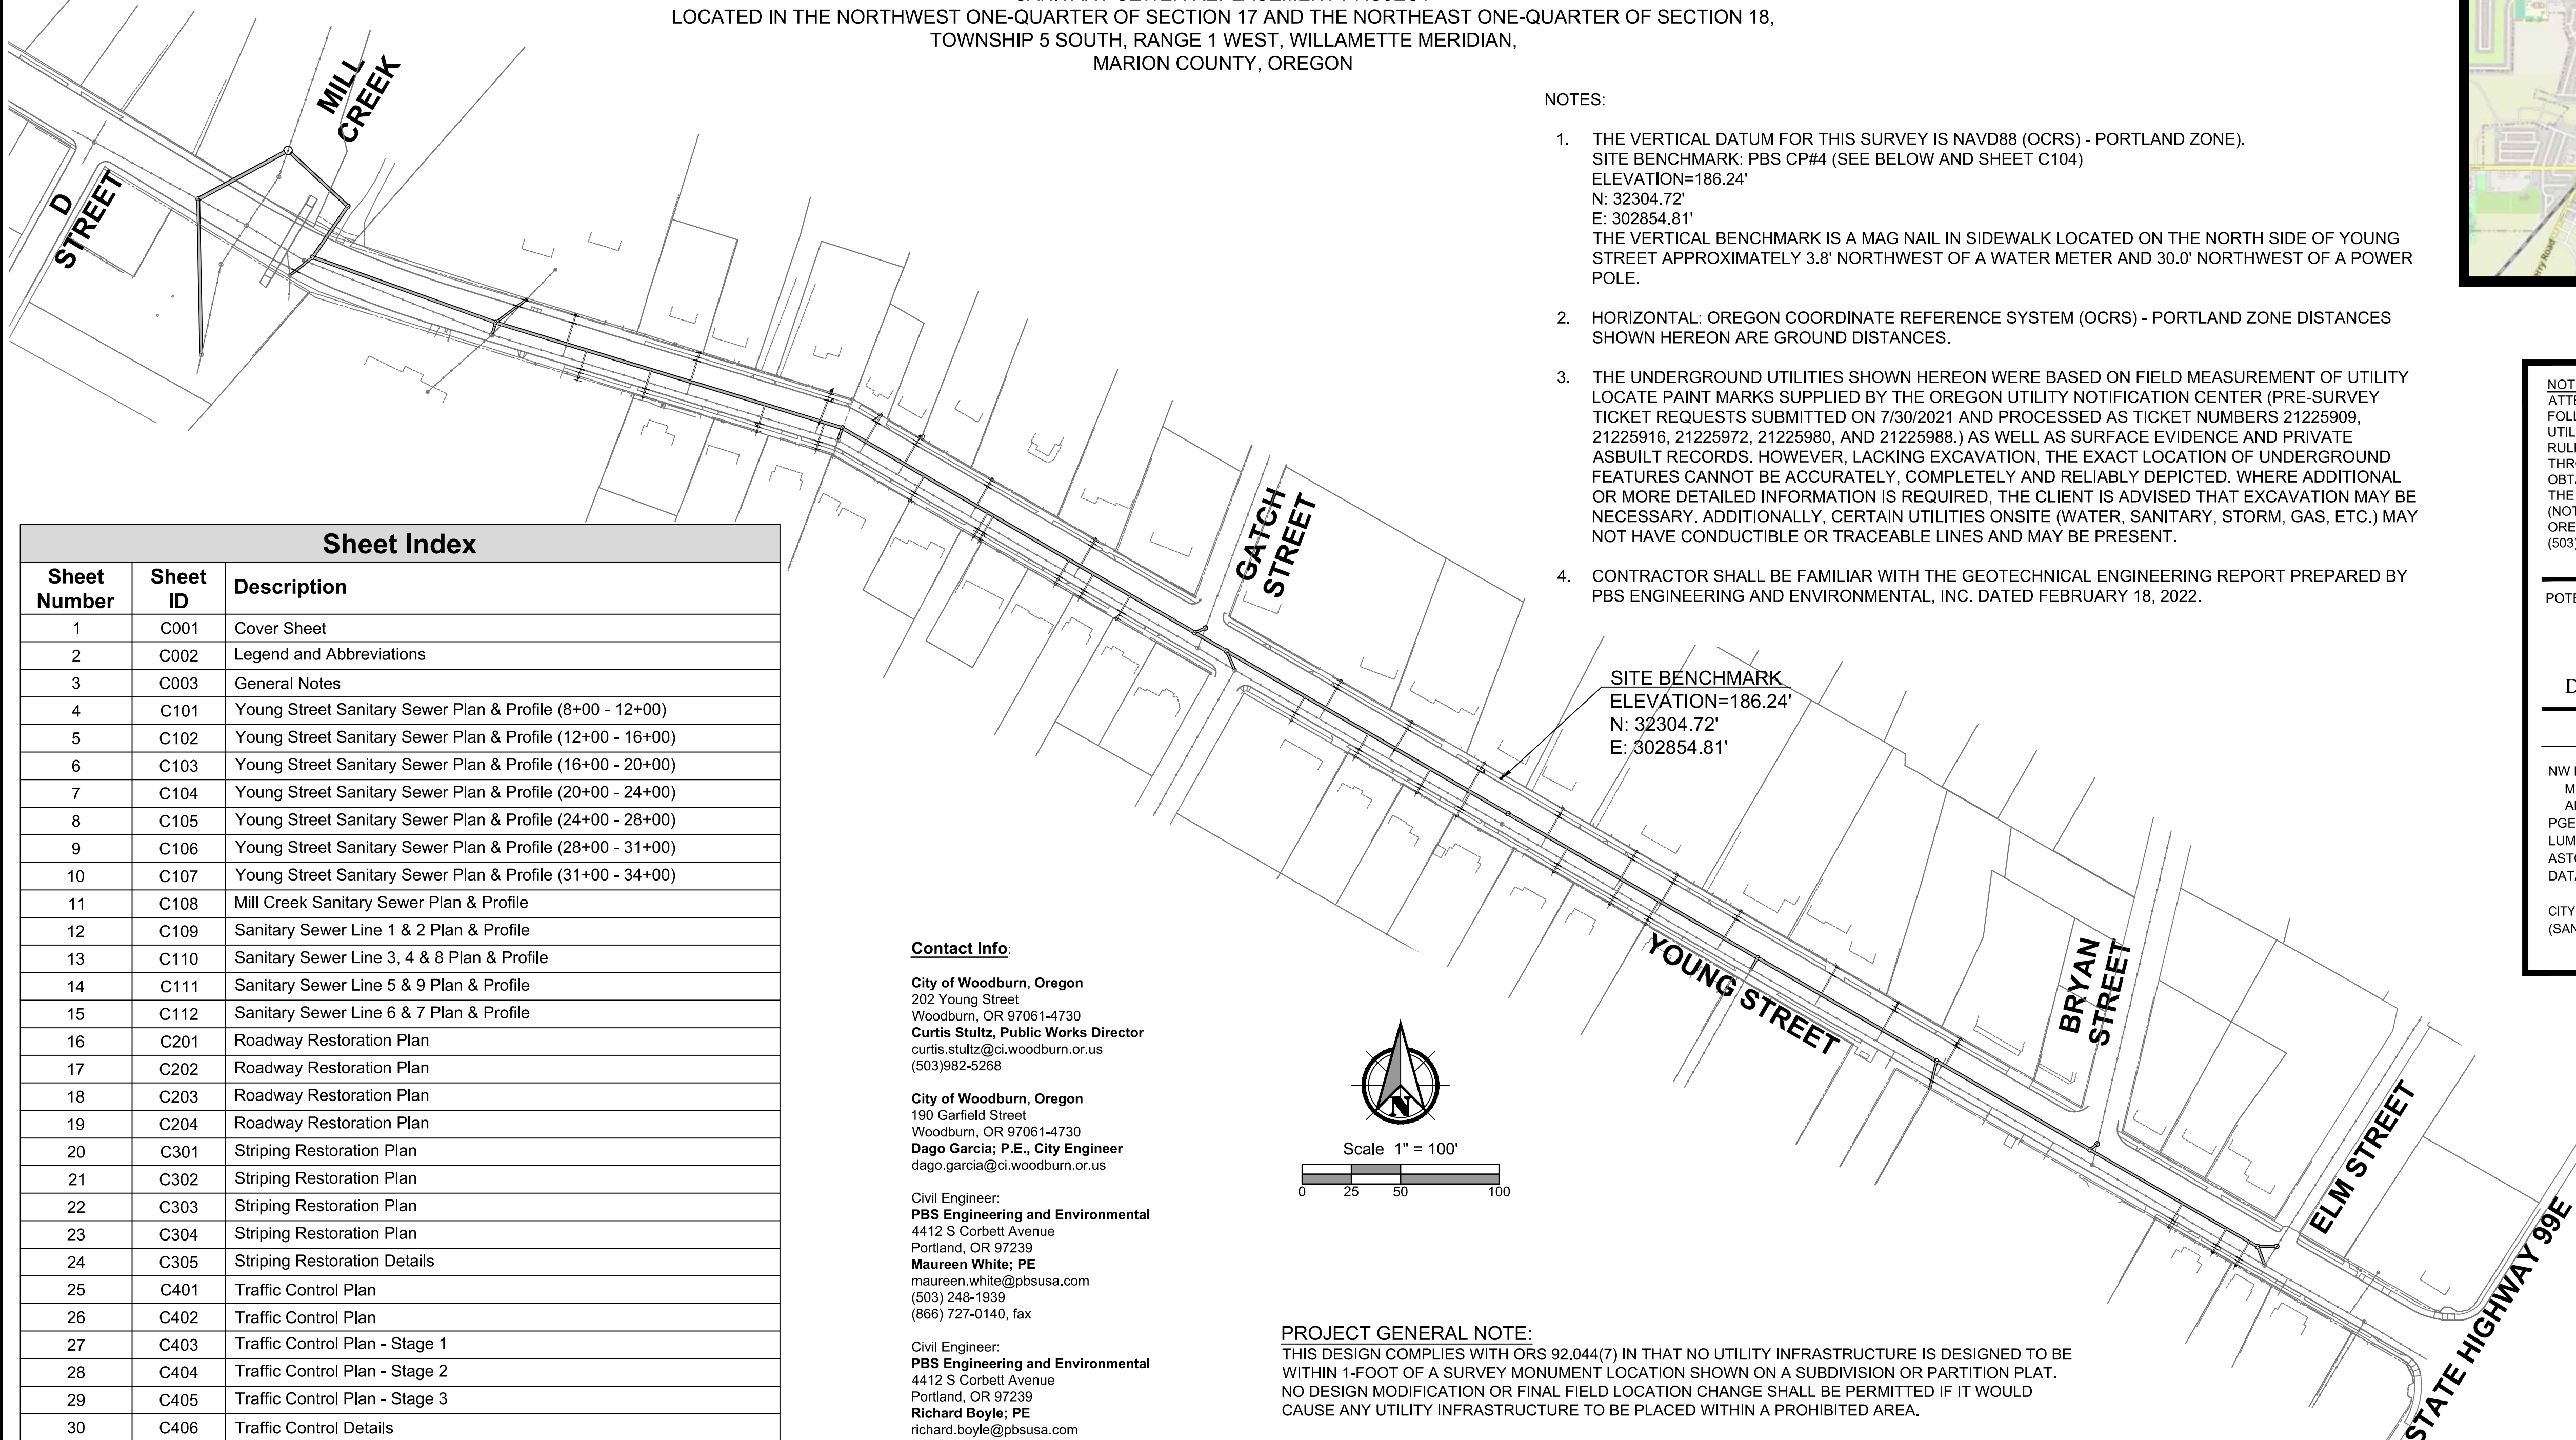 LOCATED IN THE NORTHWEST ONE-QUARTER OF SECTION 17 AND THE NORTHEAST ONE-QUARTER OF SECTION 18,
TOWNSHIP 5 SOUTH, RANGE 1 WEST, WILLAMETTE MERIDIAN,
MARION COUNTY, OREGON
MILL
CREEK
D
STREET
NOTES:
1. THE VERTICAL DATUM FOR THIS SURVEY IS NAVD88 (OCRS) - PORTLAND ZONE).
SITE BENCHMARK: PBS CP#4 (SEE BELOW AND SHEET C104)
ELEVATION=186.24'
N: 32304.72'
E: 302854.81'
THE VERTICAL BENCHMARK IS A MAG NAIL IN SIDEWALK LOCATED ON THE NORTH SIDE OF YOUNG
STREET APPROXIMATELY 3.8' NORTHWEST OF A WATER METER AND 30.0' NORTHWEST OF A POWER
POLE.
2. HORIZONTAL: OREGON COORDINATE REFERENCE SYSTEM (OCRS) - PORTLAND ZONE DISTANCES
SHOWN HEREON ARE GROUND DISTANCES.
3. THE UNDERGROUND UTILITIES SHOWN HEREON WERE BASED ON FIELD MEASUREMENT OF UTILITY
LOCATE PAINT MARKS SUPPLIED BY THE OREGON UTILITY NOTIFICATION CENTER (PRE-SURVEY
TICKET REQUESTS SUBMITTED ON 7/30/2021 AND PROCESSED AS TICKET NUMBERS 21225909,
21225916, 21225972, 21225980, AND 21225988.) AS WELL AS SURFACE EVIDENCE AND PRIVATE
ASBUILT RECORDS. HOWEVER, LACKING EXCAVATION, THE EXACT LOCATION OF UNDERGROUND
FEATURES CANNOT BE ACCURATELY, COMPLETELY AND RELIABLY DEPICTED. WHERE ADDITIONAL
OR MORE DETAILED INFORMATION IS REQUIRED, THE CLIENT IS ADVISED THAT EXCAVATION MAY BE
NECESSARY. ADDITIONALLY, CERTAIN UTILITIES ONSITE (WATER, SANITARY, STORM, GAS, ETC.) MAY
NOT HAVE CONDUCTIBLE OR TRACEABLE LINES AND MAY BE PRESENT.
4. CONTRACTOR SHALL BE FAMILIAR WITH THE GEOTECHNICAL ENGINEERING REPORT PREPARED BY
PBS ENGINEERING AND ENVIRONMENTAL, INC. DATED FEBRUARY 18, 2022.
GATCH
STREET
SITE BENCHMARK
ELEVATION=186.24'
N: 32304.72'
E: 302854.81'
YOUNG STREET
BRYAN
STREET
ELM STREET
STATE HIGHWAY 99E
Sheet Index
Sheet Number Sheet ID Description
1 C001 Cover Sheet
2 C002 Legend and Abbreviations
3 C003 General Notes
4 C101 Young Street Sanitary Sewer Plan & Profile (8+00 - 12+00)
5 C102 Young Street Sanitary Sewer Plan & Profile (12+00 - 16+00)
6 C103 Young Street Sanitary Sewer Plan & Profile (16+00 - 20+00)
7 C104 Young Street Sanitary Sewer Plan & Profile (20+00 - 24+00)
8 C105 Young Street Sanitary Sewer Plan & Profile (24+00 - 28+00)
9 C106 Young Street Sanitary Sewer Plan & Profile (28+00 - 31+00)
10 C107 Young Street Sanitary Sewer Plan & Profile (31+00 - 34+00)
11 C108 Mill Creek Sanitary Sewer Plan & Profile
12 C109 Sanitary Sewer Line 1 & 2 Plan & Profile
13 C110 Sanitary Sewer Line 3, 4 & 8 Plan & Profile
14 C111 Sanitary Sewer Line 5 & 9 Plan & Profile
15 C112 Sanitary Sewer Line 6 & 7 Plan & Profile
16 C201 Roadway Restoration Plan
17 C202 Roadway Restoration Plan
18 C203 Roadway Restoration Plan
19 C204 Roadway Restoration Plan
20 C301 Striping Restoration Plan
21 C302 Striping Restoration Plan
22 C303 Striping Restoration Plan
23 C304 Striping Restoration Plan
24 C305 Striping Restoration Details
25 C401 Traffic Control Plan
26 C402 Traffic Control Plan
27 C403 Traffic Control Plan - Stage 1
28 C404 Traffic Control Plan - Stage 2
29 C405 Traffic Control Plan - Stage 3
30 C406 Traffic Control Details
Contact Info:
City of Woodburn, Oregon
202 Young Street
Woodburn, OR 97061-4730
Curtis Stultz, Public Works Director
curtis.stultz@ci.woodburn.or.us
(503)982-5268
City of Woodburn, Oregon
190 Garfield Street
Woodburn, OR 97061-4730
Dago Garcia; P.E., City Engineer
dago.garcia@ci.woodburn.or.us
Civil Engineer:
PBS Engineering and Environmental
4412 S Corbett Avenue
Portland, OR 97239
Maureen White; PE
maureen.white@pbsusa.com
(503) 248-1939
(866) 727-0140, fax
Civil Engineer:
PBS Engineering and Environmental
4412 S Corbett Avenue
Portland, OR 97239
Richard Boyle; PE
richard.boyle@pbsusa.com
N
Scale 1" = 100'
0 25 50 100
PROJECT GENERAL NOTE:
THIS DESIGN COMPLIES WITH ORS 92.044(7) IN THAT NO UTILITY INFRASTRUCTURE IS DESIGNED TO BE
WITHIN 1-FOOT OF A SURVEY MONUMENT LOCATION SHOWN ON A SUBDIVISION OR PARTITION PLAT.
NO DESIGN MODIFICATION OR FINAL FIELD LOCATION CHANGE SHALL BE PERMITTED IF IT WOULD
CAUSE ANY UTILITY INFRASTRUCTURE TO BE PLACED WITHIN A PROHIBITED AREA.
Road
THE
(503)
NW
PGE
CITY